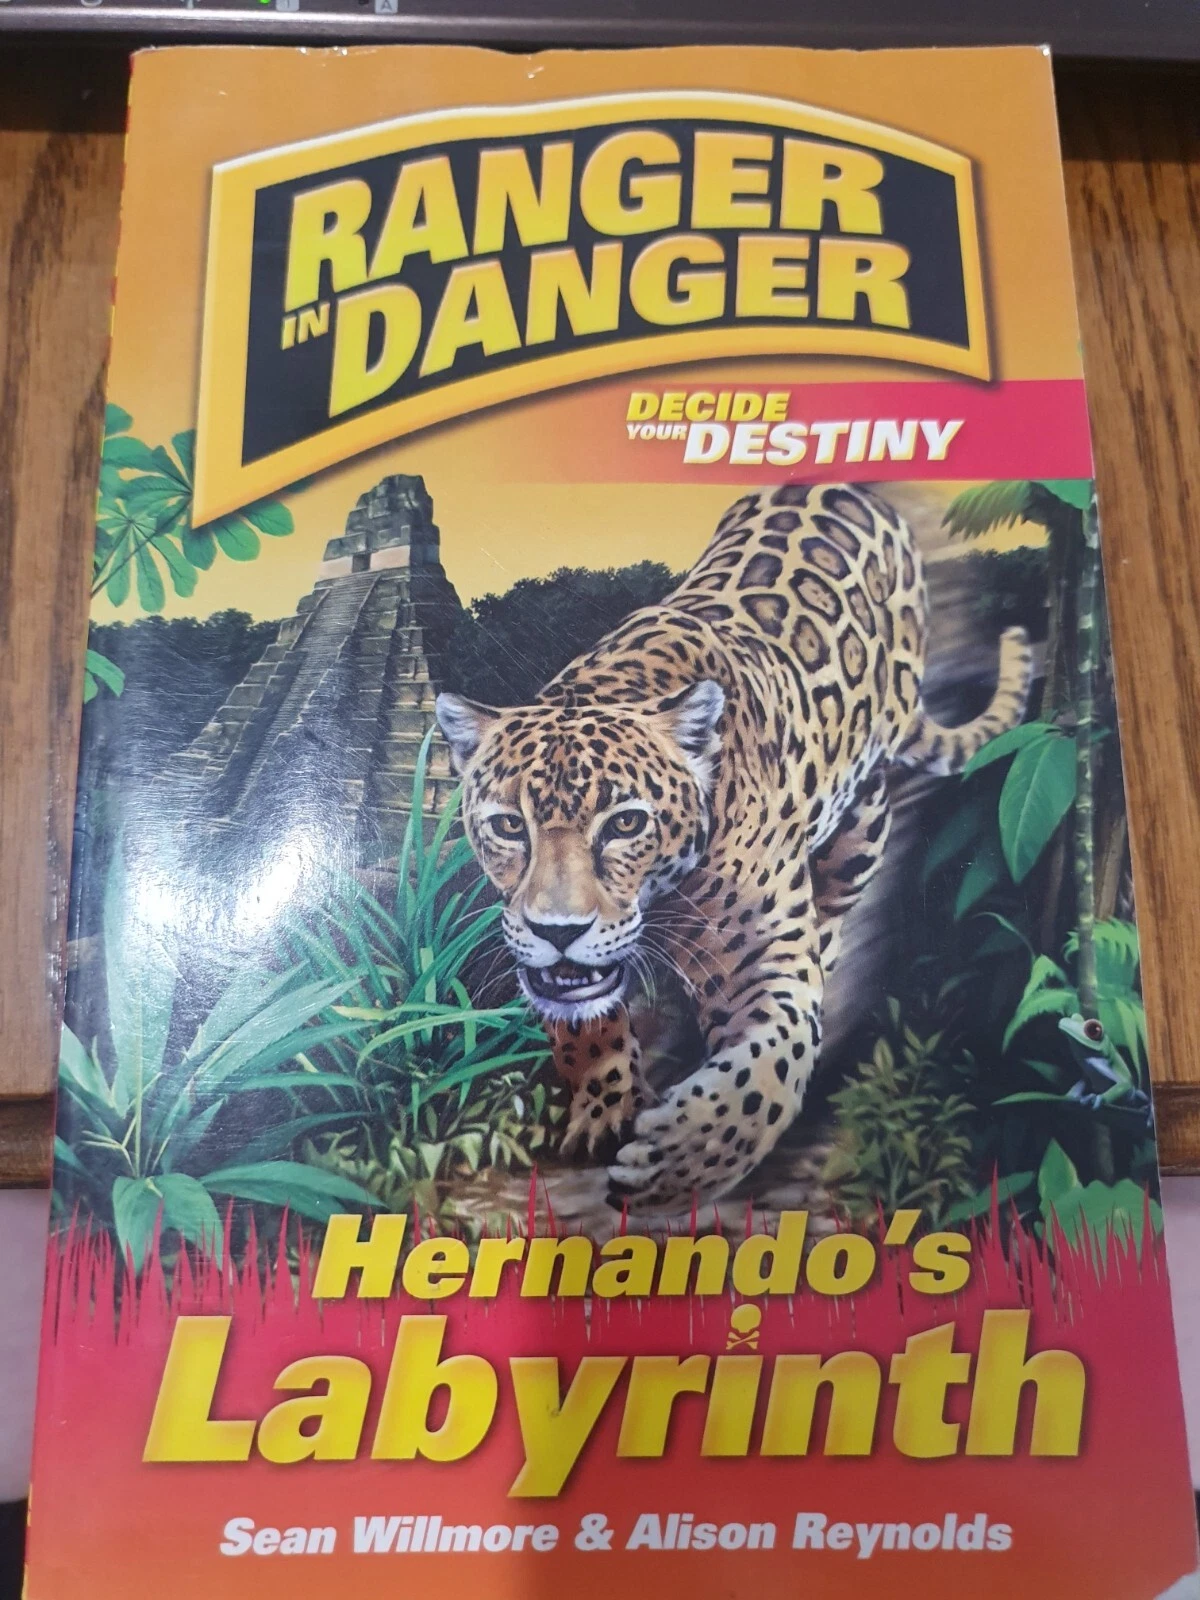 RANGER
IN DANGER
DECIDE
YOUR DESTINY
Hernando's
Labyrinth
Sean Willmore & Alison Reynolds